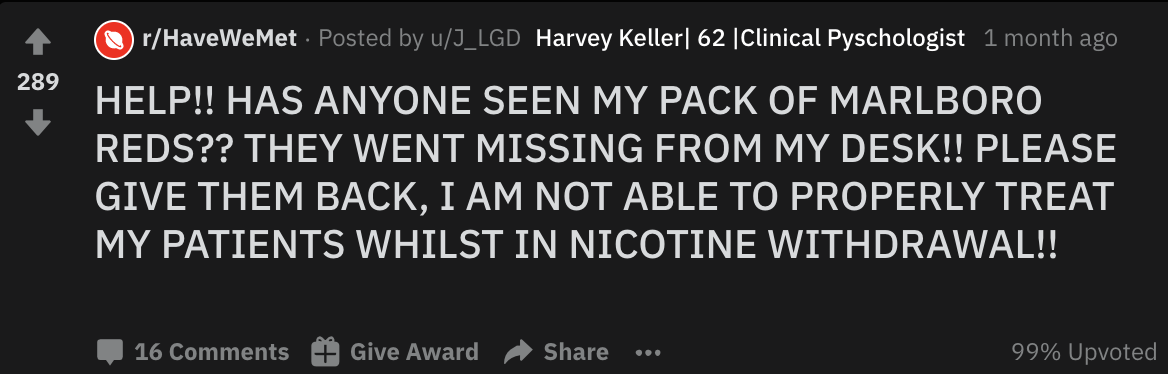 r/HaveWeMet · Posted by u/J_LGD Harvey Keller| 62 |Clinical Pyschologist 1 month ago
289
HELP!! HAS ANYONE SEEN MY PACK OF MARLBORO
REDS?? THEY WENT MISSING FROM MY DESK!! PLEASE
GIVE THEM BACK, I AM NOT ABLE TO PROPERLY TREAT
MY PATIENTS WHILST IN NICOTINE WITHDRAWAL!!
16 Comments Give Award Share ••• 99% Upvoted